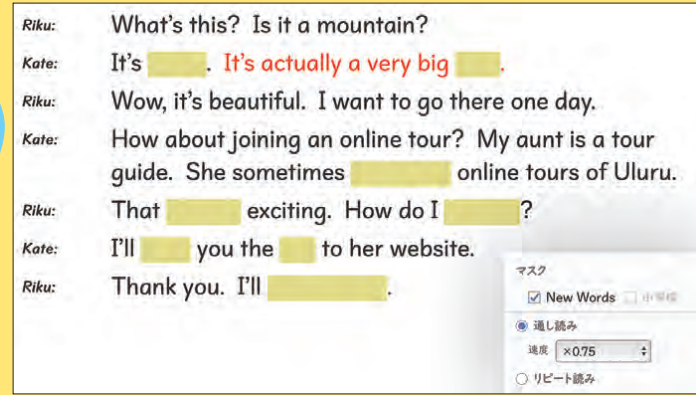 Riku: What's this? Is it a mountain?
Kate: It's . It's actually a very big .
Riku: Wow, it's beautiful. I want to go there one day.
Kate: How about joining an online tour? My aunt is a tour
guide. She sometimes online tours of Uluru.
Riku: That exciting. How do I ?
Kate: I'll you the to her website.
Riku: Thank you. I'll .
マスク
New Words
通し読み
速度 ×0.75
リピート読み